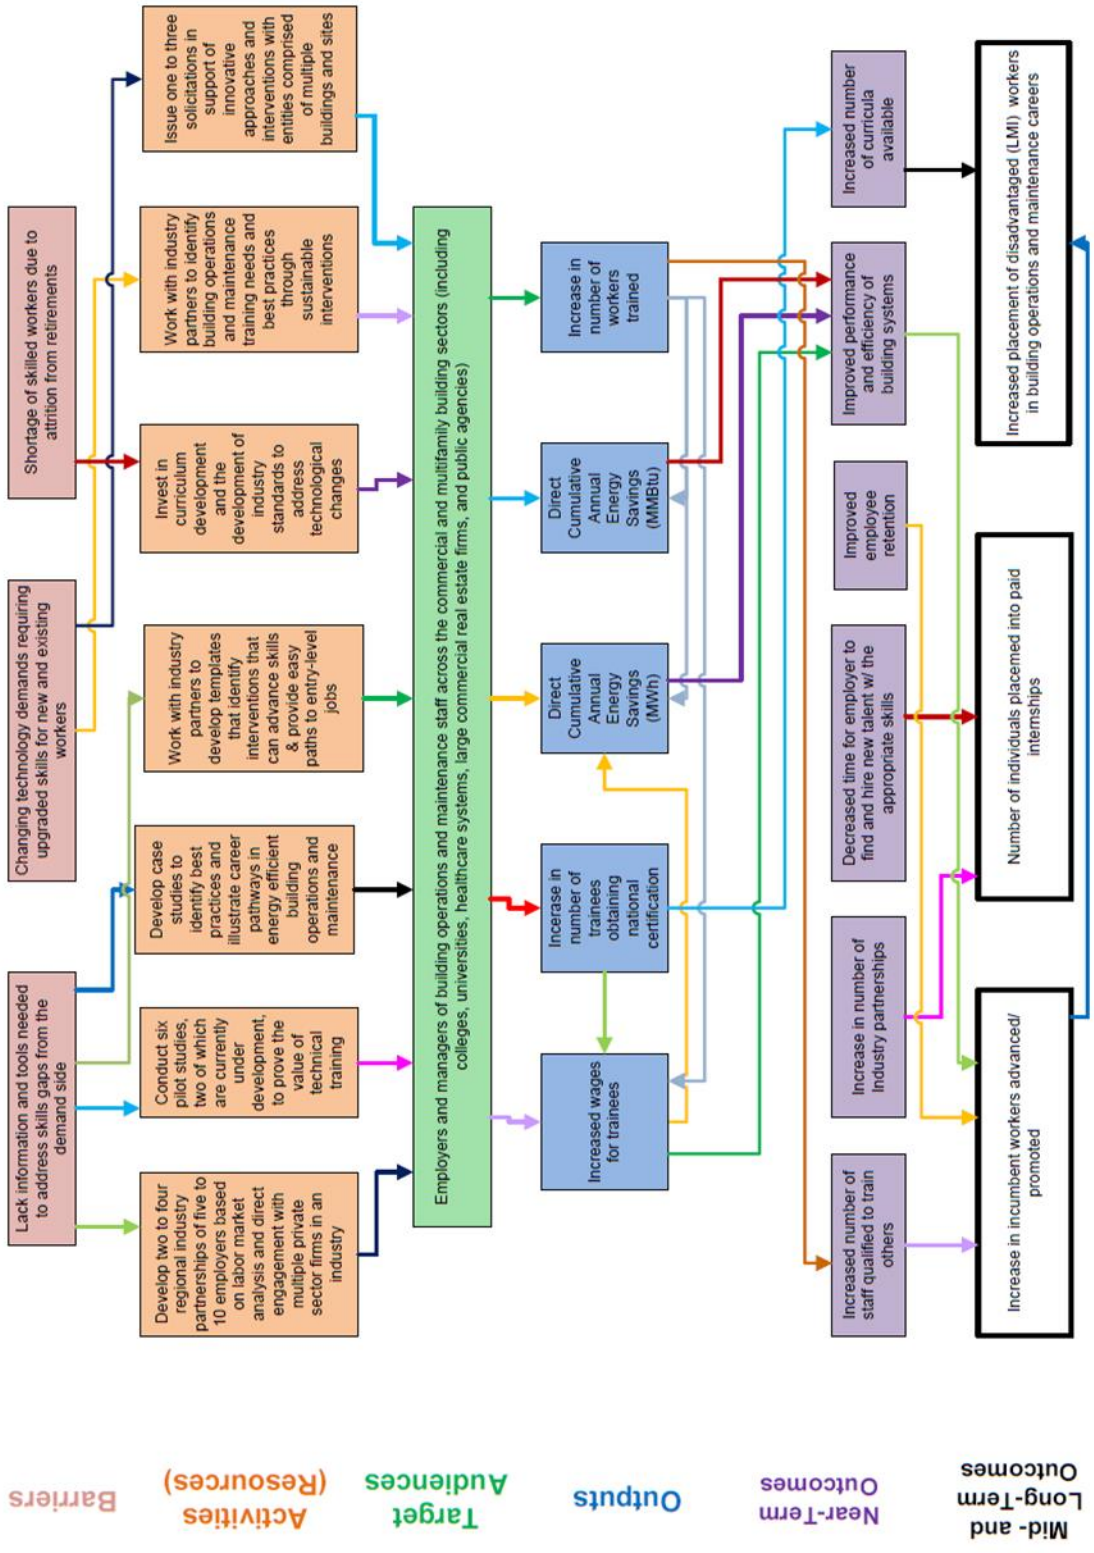 Barriers
Lack information and tools needed
to address skills gaps from the
demand side
Changing technology demands requiring
upgraded skills for new and existing
workers
Shortage of skilled workers due to
attrition from retirements
Activities
(Resources)
Develop two to four
regional industry
partnerships of five to
10 employers based
on labor market
analysis and direct
engagement with
multiple private
sector firms in an
industry
Conduct six
pilot studies,
two of which
are currently
under
development,
to prove the
value of
technical
training
Develop case
studies to
identify best
practices and
illustrate career
pathways in
energy efficient
building
operations and
maintenance
Work with industry
partners to
develop templates
that identify
interventions that
can advance skills
& provide easy
paths to entry-level
jobs
Invest in
curriculum
development
and the
development of
industry
standards to
address
technological
changes
Work with industry
partners to identify
building operations
and maintenance
training needs and
best practices
through
sustainable
interventions
Issue one to three
solicitations in
support of
innovative
approaches and
interventions with
entities comprised
of multiple
buildings and sites
Target
Audiences
Employers and managers of building operations and maintenance staff across the commercial and multifamily building sectors (including
colleges, universities, healthcare systems, large commercial real estate firms, and public agencies)
Outputs
Increased wages
for trainees
Incerase in
number of
trainees
obtaining
national
certification
Direct
Cumulative
Annual
Energy
Savings
(MWh)
Direct
Cumulative
Annual
Energy
Savings
(MMBtu)
Increase in
number of
workers
trained
Near-Term
Outcomes
Increased number of
staff qualified to train
others
Increase in number of
Industry partnerships
Decreased time for employer to
find and hire new talent w/ the
appropriate skills
Improved
employee
retention
Improved performance
and efficiency of
building systems
Increased number
of curricula
available
Mid- and
Long-Term
Outcomes
Increase in incumbent workers advanced/
promoted
Number of individuals placemed into paid
internships
Increased placement of disadvantaged (LMI) workers
in building operations and maintenance careers